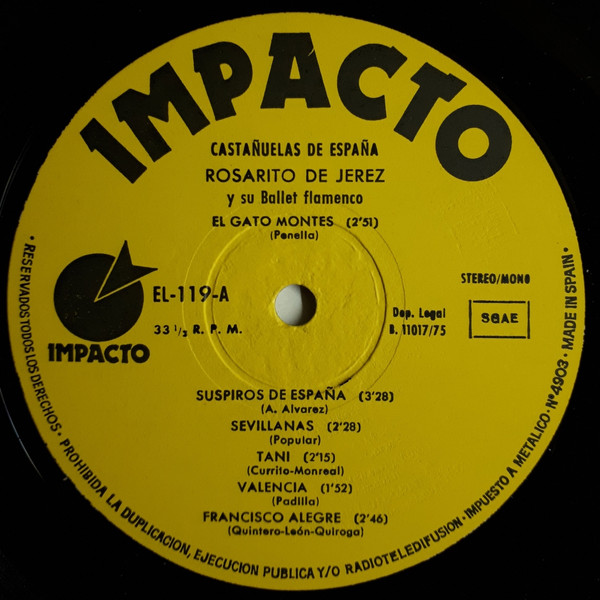 IMPACTO
CASTAÑUELAS DE ESPAÑA
ROSARITO DE JEREZ
y su Ballet flamenco
EL GATO MONTES (2'51)
(Penella)
EL-119-A
33 1/3 R. P. M.
IMPACTO
STEREO/MONO
Dep. Legal
B. 11017/75
SGAE
SUSPIROS DE ESPAÑA (3'28)
(A. Alvarez)
SEVILLANAS (2'28)
(Popular)
TANI (2'15)
(Currito-Monreal)
VALENCIA (1'52)
(Padilla)
FRANCISCO ALEGRE (2'46)
(Quintero-León-Quiroga)
· RESERVADOS TODOS LOS DERECHOS · PROHIBIDA LA DUPLICACION, EJECUCION PUBLICA Y/O RADIOTELEDIFUSION · IMPUESTO A METALICO · Nº 4903 · MADE IN SPAIN ·